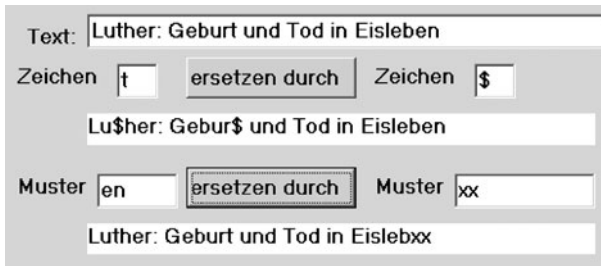 Text: Luther: Geburt und Tod in Eisleben
Zeichen t ersetzen durch Zeichen $
Lu$her: Gebur$ und Tod in Eisleben
Muster en ersetzen durch Muster xx
Luther: Geburt und Tod in Eislebxx